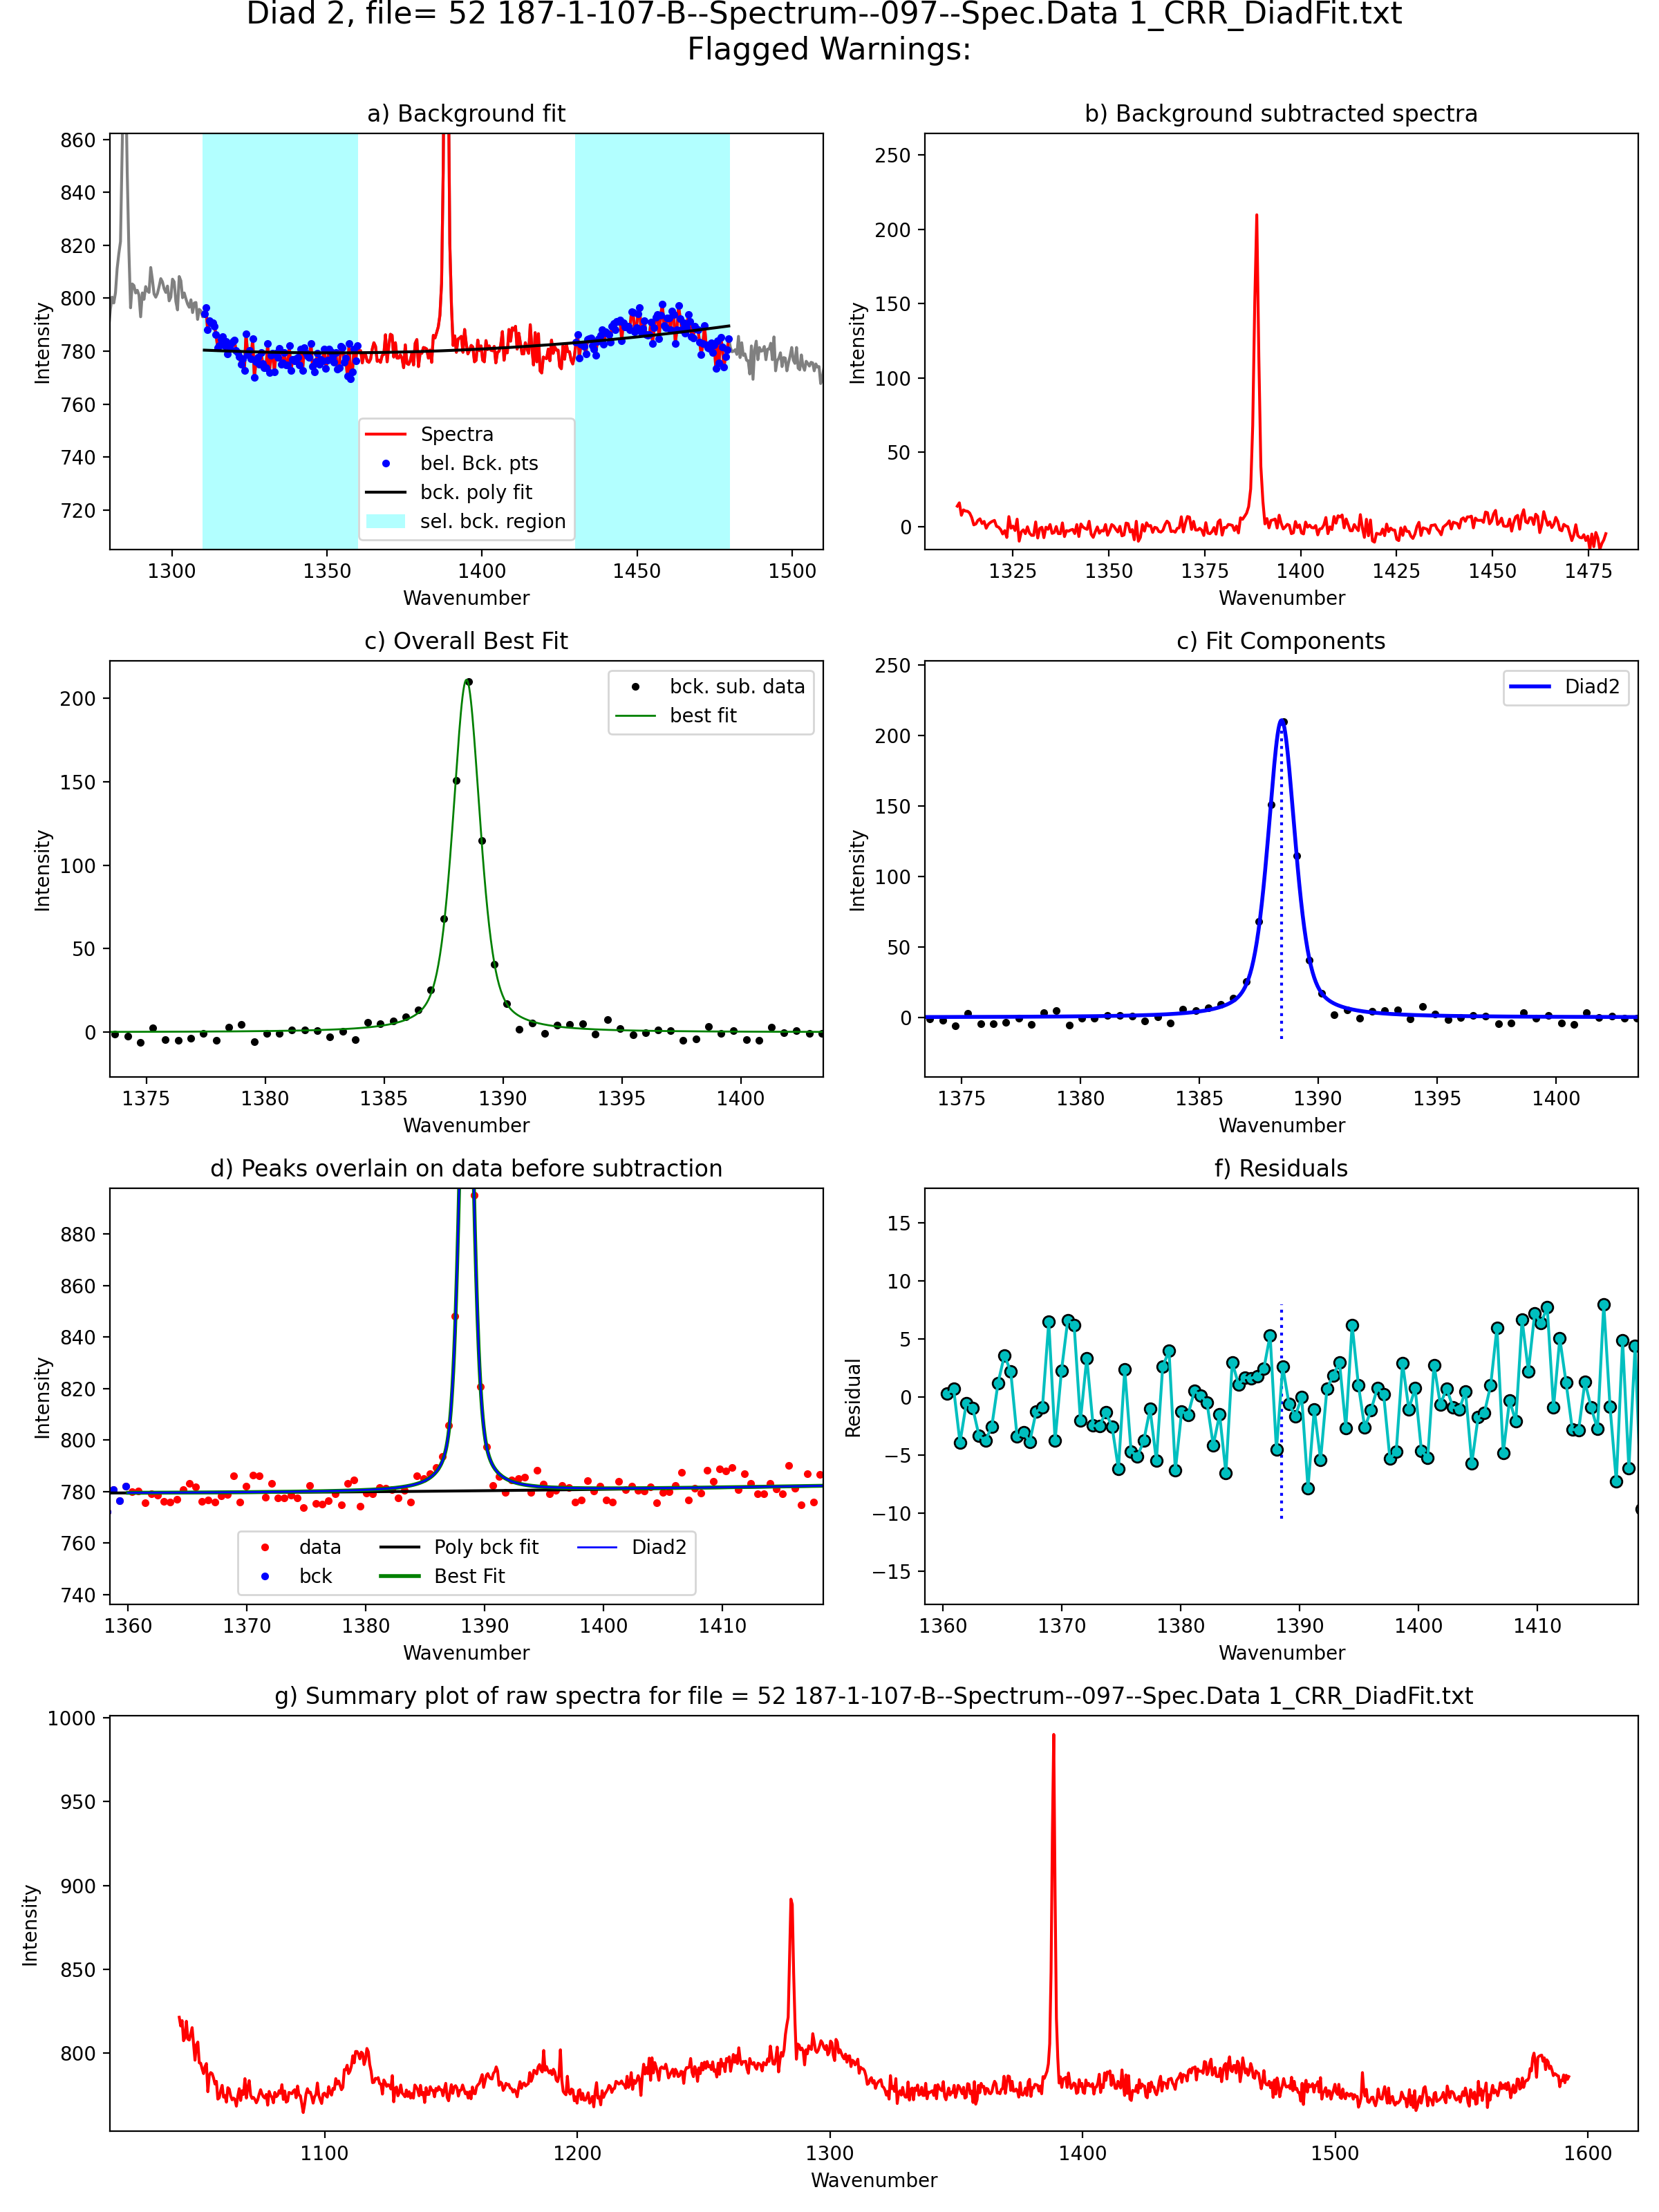 Diad 2, file= 52 187-1-107-B--Spectrum--097--Spec.Data 1_CRR_DiadFit.txt
Flagged Warnings:
a) Background fit
860
840
820
800
780
760
740
720
Intensity
Spectra
bel. Bck. pts
bck. poly fit
sel. bck. region
1300 1350 1400 1450 1500
Wavenumber
b) Background subtracted spectra
250
200
150
100
50
0
Intensity
1325 1350 1375 1400 1425 1450 1475
Wavenumber
c) Overall Best Fit
200
150
100
50
0
Intensity
bck. sub. data
best fit
1375 1380 1385 1390 1395 1400
Wavenumber
c) Fit Components
250
200
150
100
50
0
Intensity
Diad2
1375 1380 1385 1390 1395 1400
Wavenumber
d) Peaks overlain on data before subtraction
880
860
840
820
800
780
760
740
Intensity
data Poly bck fit Diad2
bck Best Fit
1360 1370 1380 1390 1400 1410
Wavenumber
f) Residuals
15
10
5
0
−5
−10
−15
Residual
1360 1370 1380 1390 1400 1410
Wavenumber
g) Summary plot of raw spectra for file = 52 187-1-107-B--Spectrum--097--Spec.Data 1_CRR_DiadFit.txt
1000
950
900
850
800
Intensity
1100 1200 1300 1400 1500 1600
Wavenumber